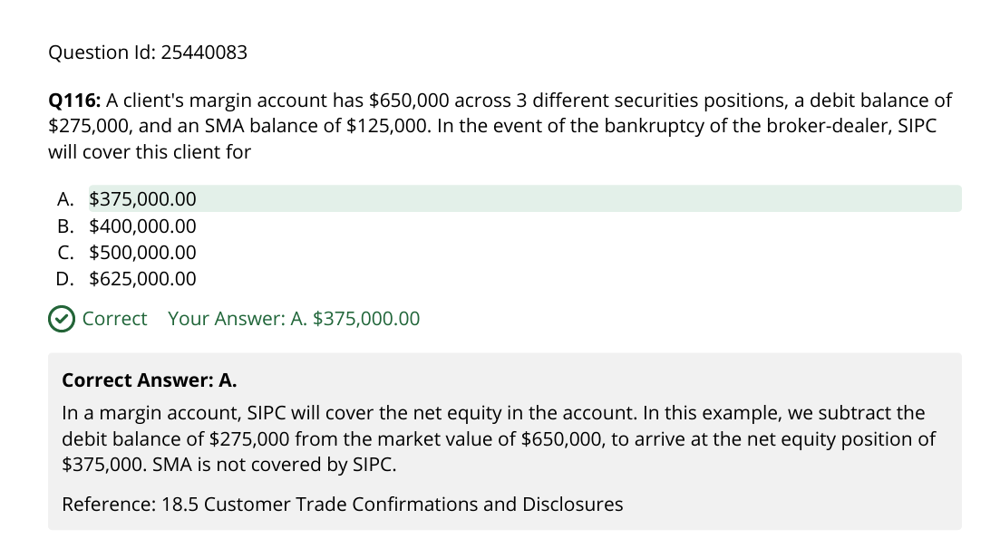 Question Id: 25440083
Q116: A client's margin account has $650,000 across 3 different securities positions, a debit balance of
$275,000, and an SMA balance of $125,000. In the event of the bankruptcy of the broker-dealer, SIPC
will cover this client for
A. $375,000.00
B. $400,000.00
C. $500,000.00
D. $625,000.00
Correct Your Answer: A. $375,000.00
Correct Answer: A.
In a margin account, SIPC will cover the net equity in the account. In this example, we subtract the
debit balance of $275,000 from the market value of $650,000, to arrive at the net equity position of
$375,000. SMA is not covered by SIPC.
Reference: 18.5 Customer Trade Confirmations and Disclosures